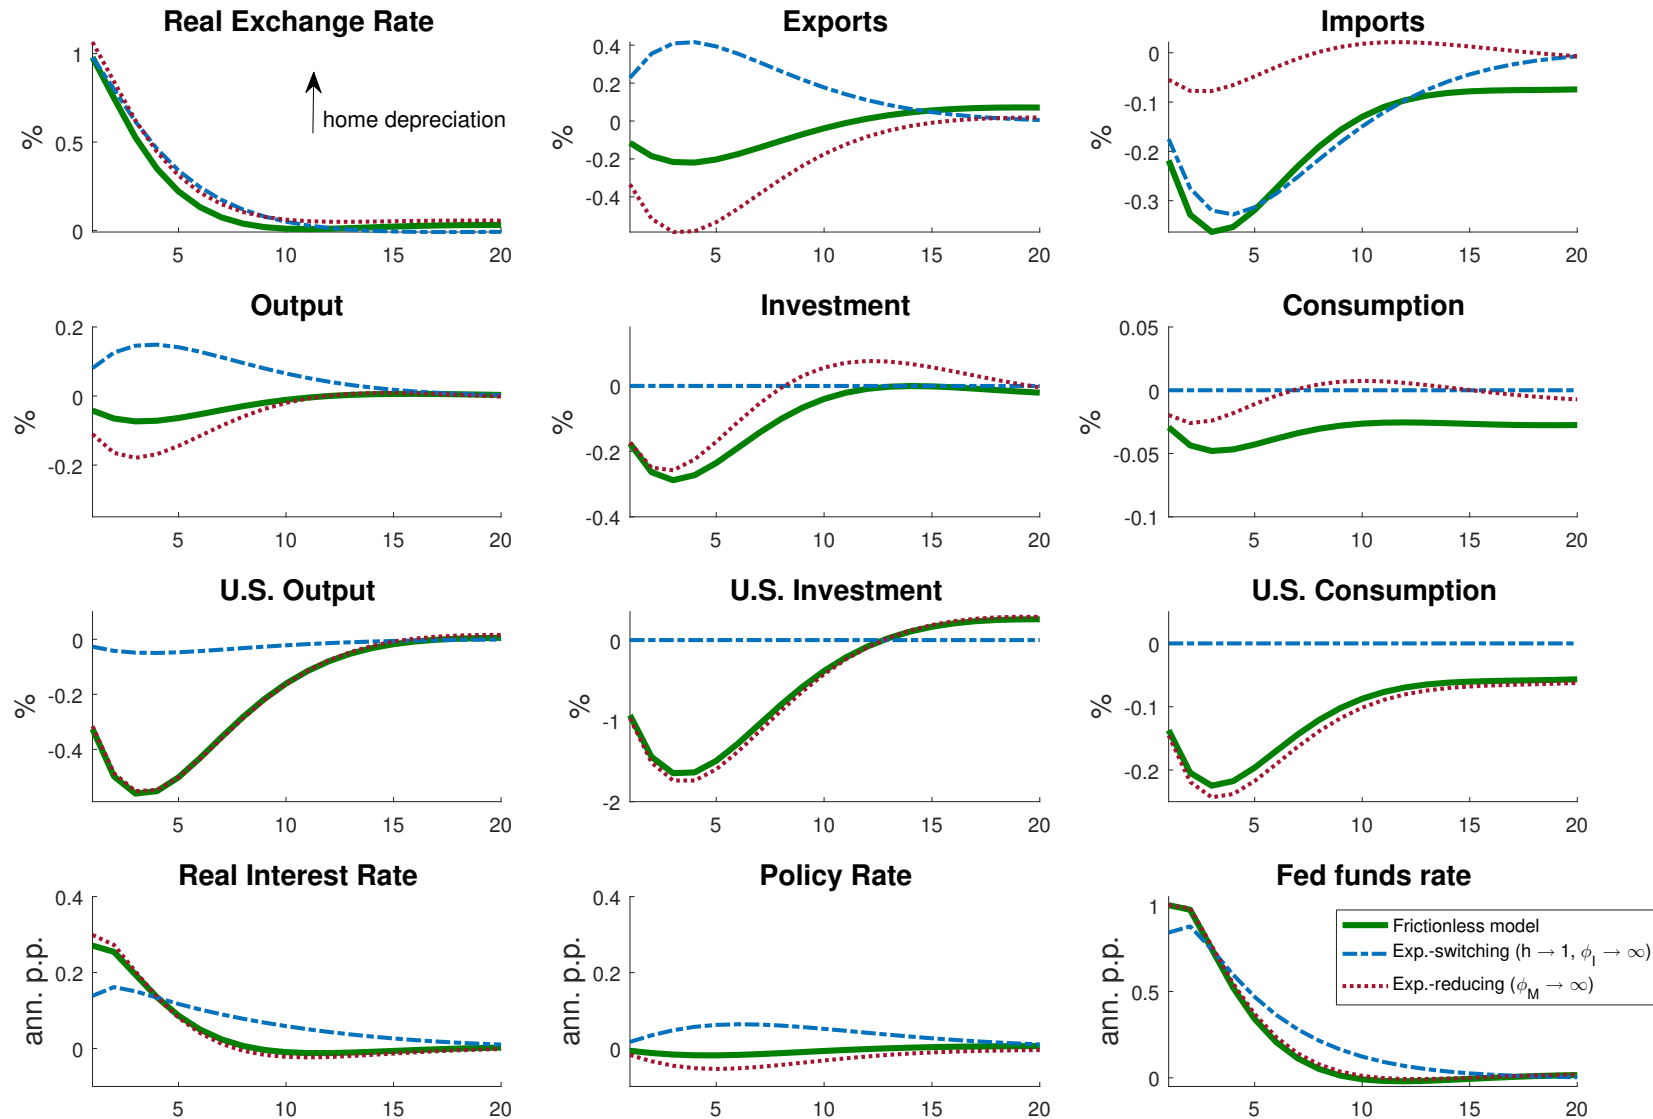 Real Exchange Rate
1
0.5
0
%
home depreciation
5 10 15 20
Exports
0.4
0.2
0
-0.2
-0.4
%
5 10 15 20
Imports
0
-0.1
-0.2
-0.3
%
5 10 15 20
Output
0.2
0
-0.2
%
5 10 15 20
Investment
0
-0.2
-0.4
%
5 10 15 20
Consumption
0.05
0
-0.05
-0.1
%
5 10 15 20
U.S. Output
0
-0.2
-0.4
%
5 10 15 20
U.S. Investment
0
-1
-2
%
5 10 15 20
U.S. Consumption
0
-0.1
-0.2
%
5 10 15 20
Real Interest Rate
0.4
0.2
0
ann. p.p.
5 10 15 20
Policy Rate
0.4
0.2
0
ann. p.p.
5 10 15 20
Fed funds rate
1
0.5
0
ann. p.p.
5 10 15 20
Frictionless model
Exp.-switching (h → 1, ϕ_I → ∞)
Exp.-reducing (ϕ_M → ∞)